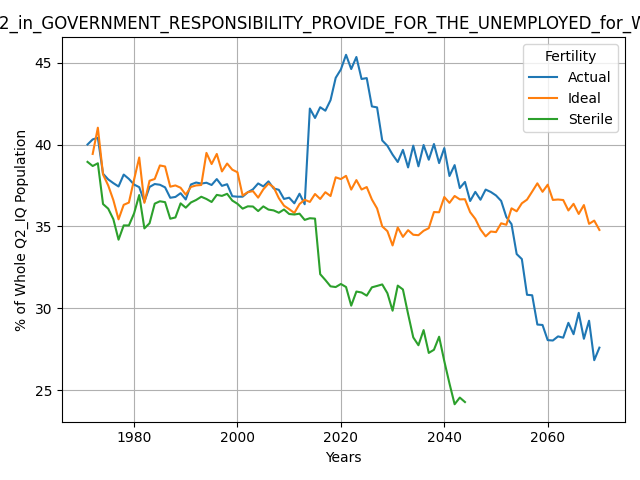 2_in_GOVERNMENT_RESPONSIBILITY_PROVIDE_FOR_THE_UNEMPLOYED_for_W
Fertility
Actual
Ideal
Sterile
% of Whole Q2_IQ Population
45
40
35
30
25
1980
2000
2020
2040
2060
Years